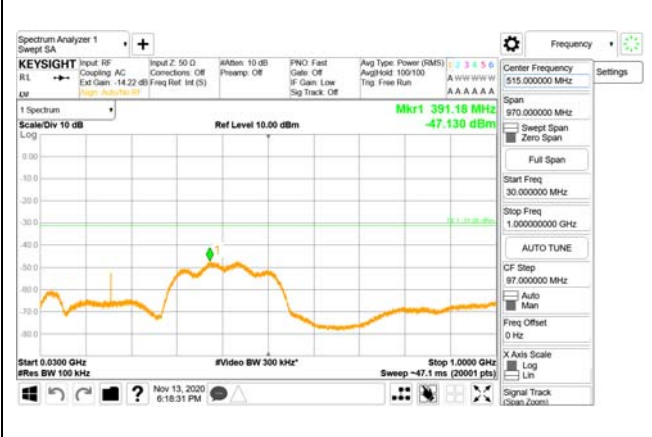 Spectrum Analyzer 1
Swept SA
Frequency
KEYSIGHT
RL
Input: RF
Coupling: AC
Ext Gain: -14.22 dB
Align: Auto/No RF
Input Z: 50 Ω
Corrections: Off
Freq Ref: Int (S)
#Atten: 10 dB
Preamp: Off
PNO: Fast
Gate: Off
IF Gain: Low
Sig Track: Off
Avg Type: Power (RMS)
Avg|Hold: 100/100
Trig: Free Run
1 2 3 4 5 6
A W W W W W
A A A A A A
1 Spectrum
Scale/Div 10 dB
Log
Ref Level 10.00 dBm
Mkr1 391.18 MHz
-47.130 dBm
0.00
-10.0
-20.0
-30.0
-40.0
-50.0
-60.0
-70.0
-80.0
1
Start 0.0300 GHz
#Res BW 100 kHz
#Video BW 300 kHz*
Stop 1.0000 GHz
Sweep ~47.1 ms (20001 pts)
Nov 13, 2020
6:18:31 PM
Center Frequency
515.000000 MHz
Settings
Span
970.000000 MHz
Swept Span
Zero Span
Full Span
Start Freq
30.000000 MHz
Stop Freq
1.000000000 GHz
AUTO TUNE
CF Step
97.000000 MHz
Auto
Man
Freq Offset
0 Hz
X Axis Scale
Log
Lin
Signal Track
(Span Zoom)